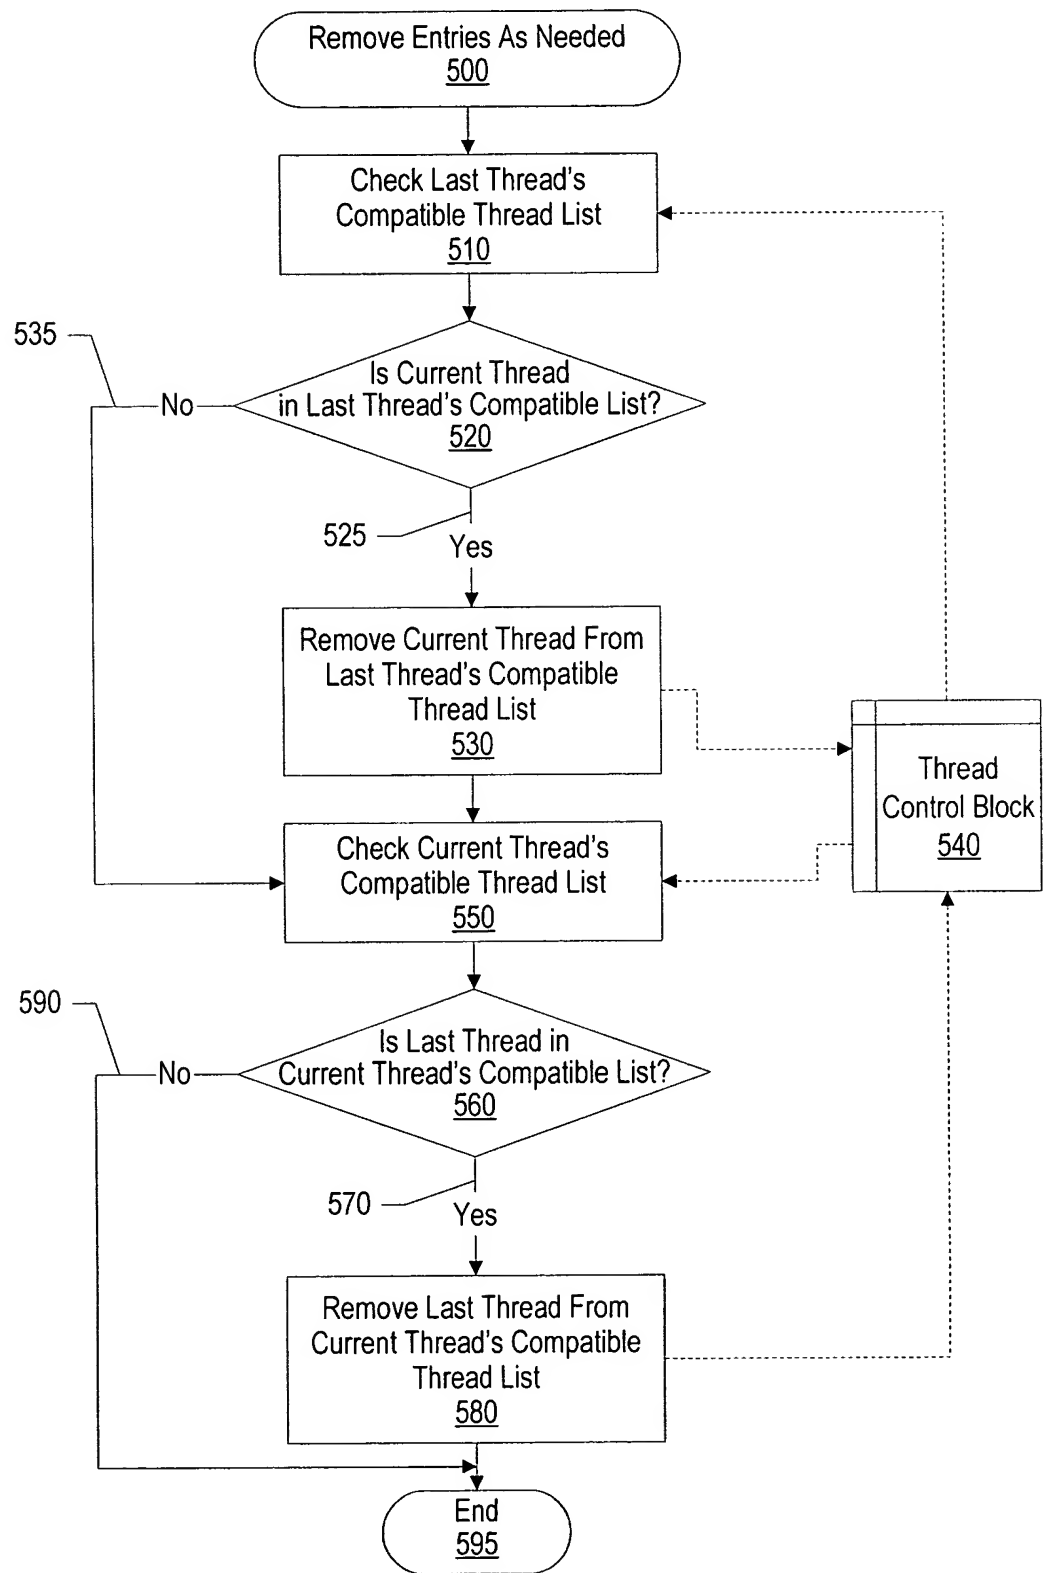 Remove Entries As Needed
500
Check Last Thread's
Compatible Thread List
510
535
Is Current Thread
in Last Thread's Compatible List?
520
No
525
Yes
Remove Current Thread From
Last Thread's Compatible
Thread List
530
Thread
Control Block
540
Check Current Thread's
Compatible Thread List
550
590
Is Last Thread in
Current Thread's Compatible List?
560
No
570
Yes
Remove Last Thread From
Current Thread's Compatible
Thread List
580
End
595